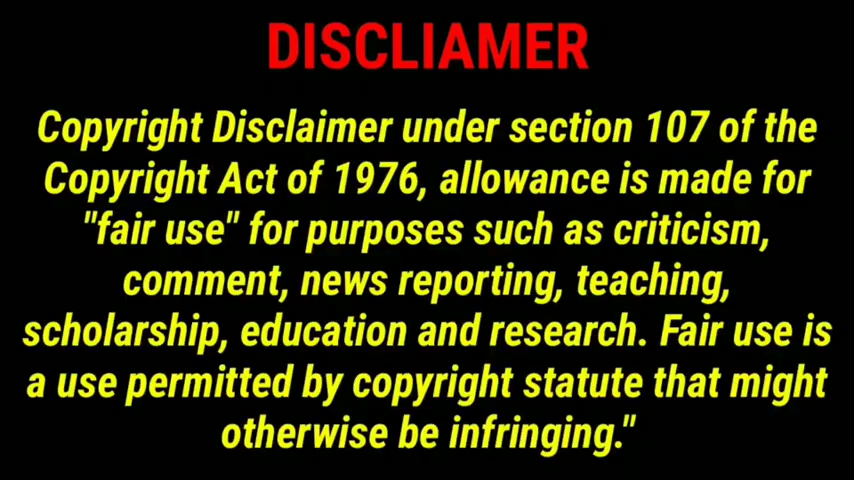 DISCLIAMER
Copyright Disclaimer under section 107 of the
Copyright Act of 1976, allowance is made for
"fair use" for purposes such as criticism,
comment, news reporting, teaching,
scholarship, education and research. Fair use is
a use permitted by copyright statute that might
otherwise be infringing."